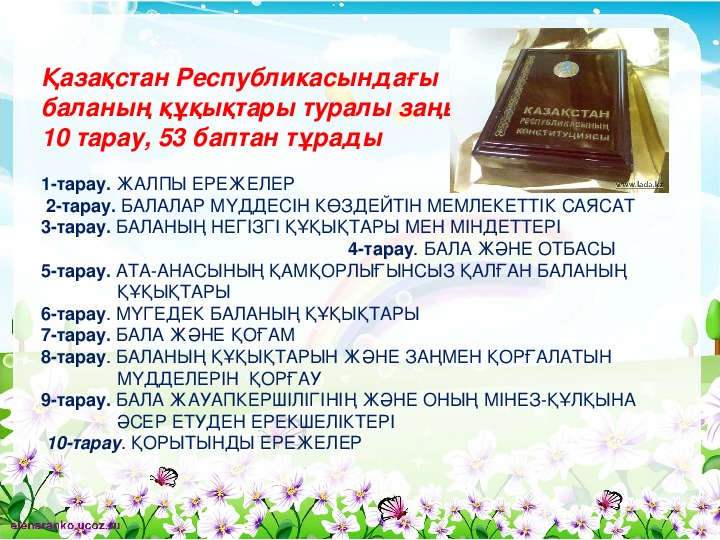 Қазақстан Республикасындағы
баланың құқықтары туралы заңы
10 тарау, 53 баптан тұрады
ҚАЗАҚСТАН
РЕСПУБЛИКАСЫНЫҢ
КОНСТИТУЦИЯСЫ
www.lada.kz
1-тарау. ЖАЛПЫ ЕРЕЖЕЛЕР
2-тарау. БАЛАЛАР МҮДДЕСІН КӨЗДЕЙТІН МЕМЛЕКЕТТІК САЯСАТ
3-тарау. БАЛАНЫҢ НЕГІЗГІ ҚҰҚЫҚТАРЫ МЕН МІНДЕТТЕРІ
4-тарау. БАЛА ЖӘНЕ ОТБАСЫ
5-тарау. АТА-АНАСЫНЫҢ ҚАМҚОРЛЫҒЫНСЫЗ ҚАЛҒАН БАЛАНЫҢ
ҚҰҚЫҚТАРЫ
6-тарау. МҮГЕДЕК БАЛАНЫҢ ҚҰҚЫҚТАРЫ
7-тарау. БАЛА ЖӘНЕ ҚОҒАМ
8-тарау. БАЛАНЫҢ ҚҰҚЫҚТАРЫН ЖӘНЕ ЗАҢМЕН ҚОРҒАЛАТЫН
МҮДДЕЛЕРІН ҚОРҒАУ
9-тарау. БАЛА ЖАУАПКЕРШІЛІГІНІҢ ЖӘНЕ ОНЫҢ МІНЕЗ-ҚҰЛҚЫНА
ӘСЕР ЕТУДЕН ЕРЕКШЕЛІКТЕРІ
10-тарау. ҚОРЫТЫНДЫ ЕРЕЖЕЛЕР
elenaranko.ucoz.ru